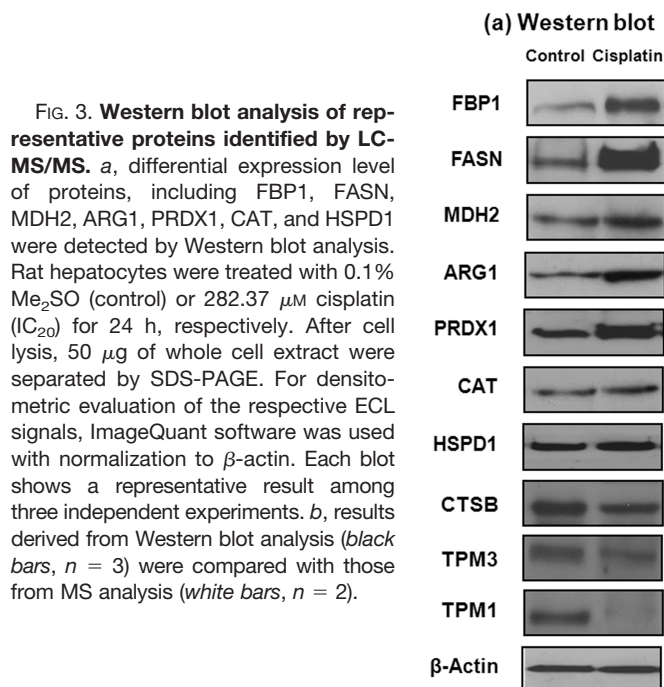 FIG. 3. Western blot analysis of rep-
resentative proteins identified by LC-
MS/MS. a, differential expression level
of proteins, including FBP1, FASN,
MDH2, ARG1, PRDX1, CAT, and HSPD1
were detected by Western blot analysis.
Rat hepatocytes were treated with 0.1%
Me₂SO (control) or 282.37 μM cisplatin
(IC₂₀) for 24 h, respectively. After cell
lysis, 50 μg of whole cell extract were
separated by SDS-PAGE. For densito-
metric evaluation of the respective ECL
signals, ImageQuant software was used
with normalization to β-actin. Each blot
shows a representative result among
three independent experiments. b, results
derived from Western blot analysis (black
bars, n = 3) were compared with those
from MS analysis (white bars, n = 2).
(a) Western blot
Control Cisplatin
FBP1
FASN
MDH2
ARG1
PRDX1
CAT
HSPD1
CTSB
TPM3
TPM1
β-Actin